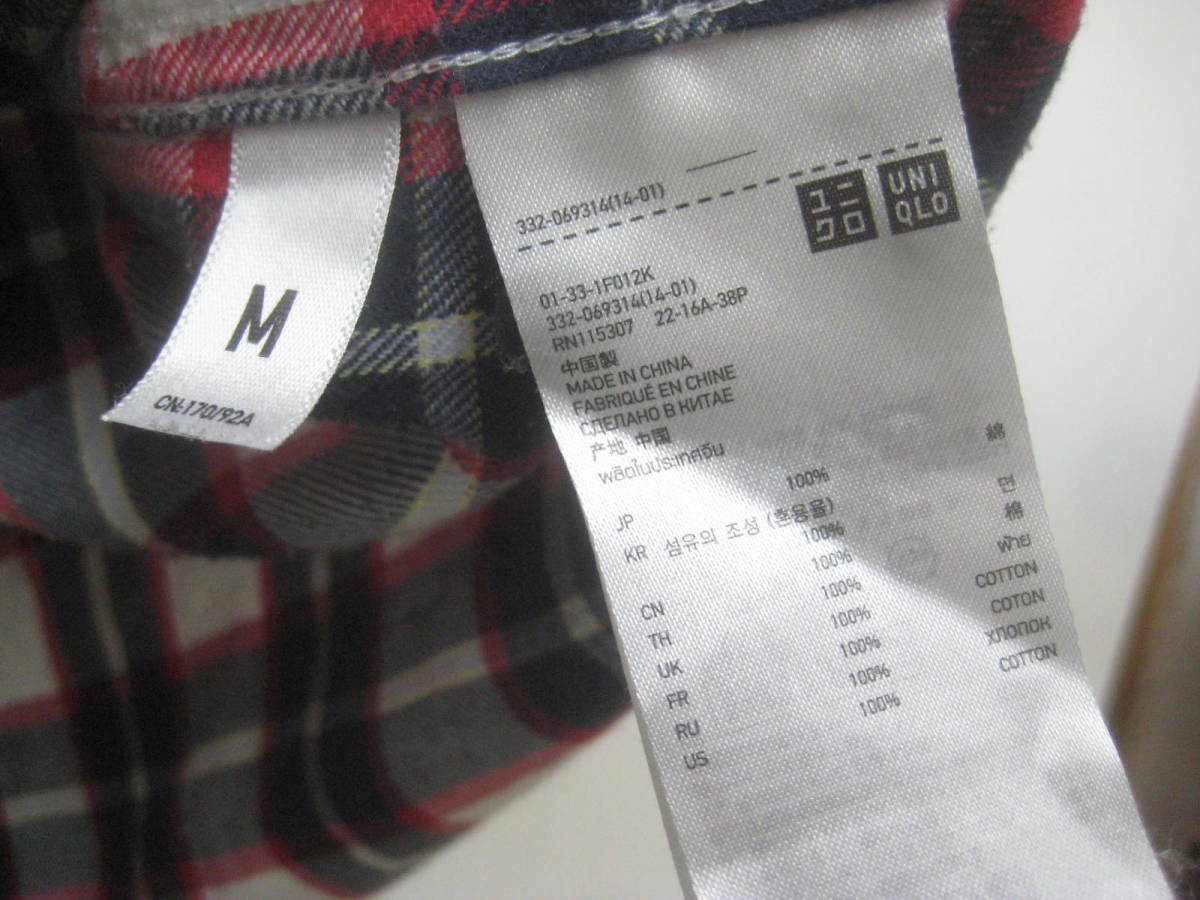 M
CN:170/92A
332-069314(14-01)
ユニ
クロ
UNI
QLO
01-33-1F012K
332-069314(14-01)
RN115307 22-16A-38P
中国製
MADE IN CHINA
FABRIQUÉ EN CHINE
СДЕЛАНО В КИТАЕ
产地 中国
ผลิตในประเทศจีน
JP 100% 綿
KR 섬유의 조성 (혼용율)
100% 면
CN 100% 棉
TH 100% ฝ้าย
UK 100% COTTON
FR 100% COTON
RU 100% ХЛОПОК
US 100% COTTON